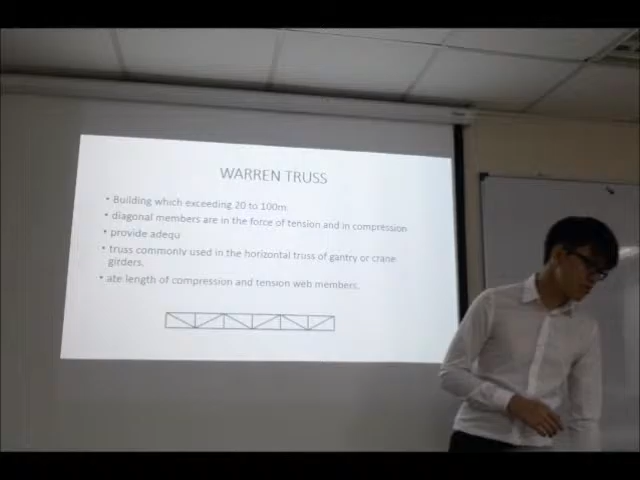 WARREN TRUSS
• Building which exceeding 20 to 100m.
• diagonal members are in the force of tension and in compression
• provide adequ
• truss commonly used in the horizontal truss of gantry or crane
girders.
• ate length of compression and tension web members.